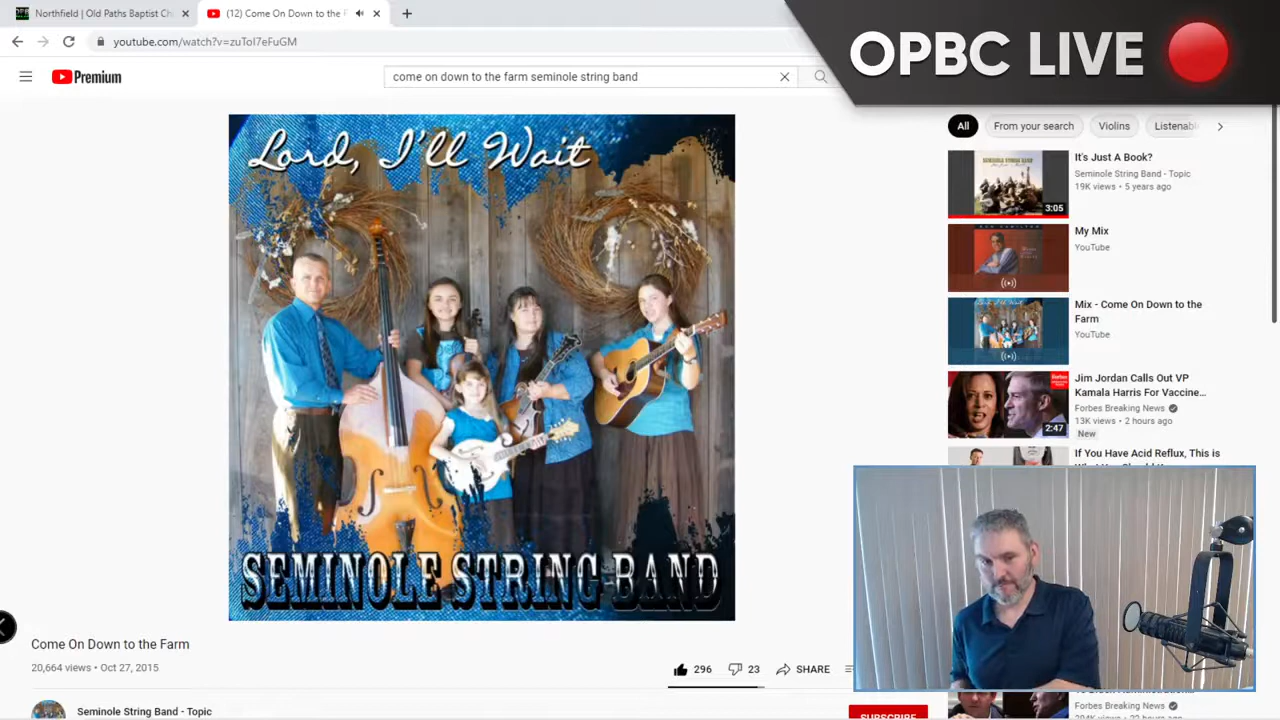 Northfield | Old Paths Baptist Ch
(12) Come On Down to the F
youtube.com/watch?v=zuTol7eFuGM
OPBC LIVE
Premium
come on down to the farm seminole string band
All
From your search
Violins
Listenabl
Lord, I'll Wait
SEMINOLE STRING BAND
It's Just A Book?
Seminole String Band - Topic
19K views • 5 years ago
3:05
My Mix
YouTube
Mix - Come On Down to the
Farm
YouTube
Jim Jordan Calls Out VP
Kamala Harris For Vaccine...
Forbes Breaking News
13K views • 2 hours ago
2:47
New
If You Have Acid Reflux, This is
Come On Down to the Farm
20,664 views • Oct 27, 2015
296
23
SHARE
Seminole String Band - Topic
SUBSCRIBE
Forbes Breaking News